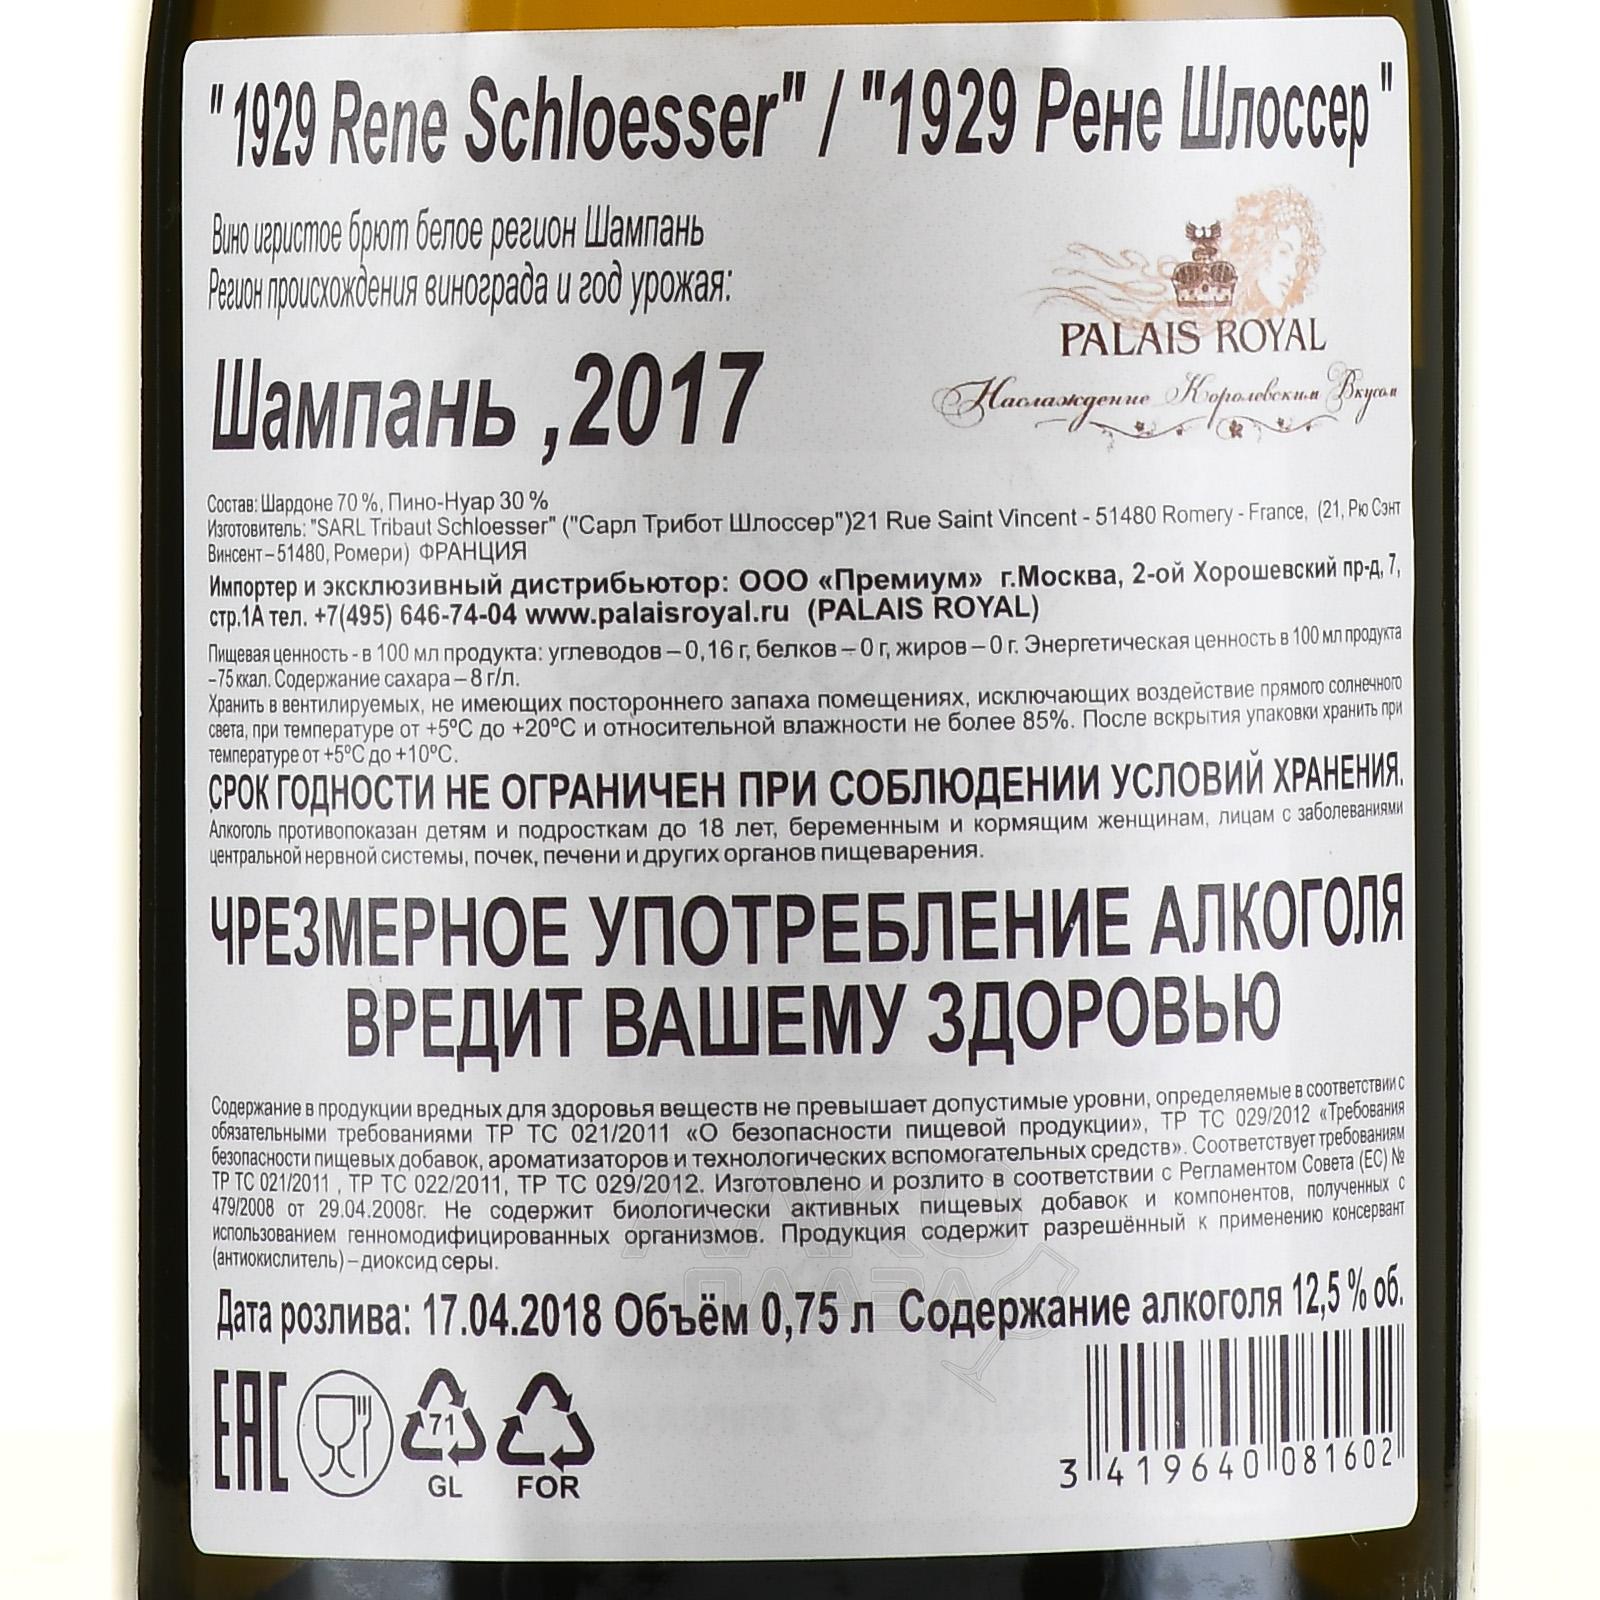 "1929 Rene Schloesser" / "1929 Рене Шлоссер"
Вино игристое брют белое регион Шампань
Регион происхождения винограда и год урожая:
Шампань ,2017
PALAIS ROYAL
Наслаждение Королевским Вкусом
Состав: Шардоне 70 %, Пино-Нуар 30 %
Изготовитель: "SARL Tribaut Schloesser" ("Сарл Трибот Шлоссер")21 Rue Saint Vincent - 51480 Romery - France, (21, Рю Сэнт
Винсент – 51480, Ромери) ФРАНЦИЯ
Импортер и эксклюзивный дистрибьютор: ООО «Премиум» г.Москва, 2-ой Хорошевский пр-д, 7,
стр.1А тел. +7(495) 646-74-04 www.palaisroyal.ru (PALAIS ROYAL)
Пищевая ценность - в 100 мл продукта: углеводов – 0,16 г, белков – 0 г, жиров – 0 г. Энергетическая ценность в 100 мл продукта
-75 ккал. Содержание сахара – 8 г/л.
Хранить в вентилируемых, не имеющих постороннего запаха помещениях, исключающих воздействие прямого солнечного
света, при температуре от +5ºС до +20ºС и относительной влажности не более 85%. После вскрытия упаковки хранить при
температуре от +5ºС до +10ºС.
СРОК ГОДНОСТИ НЕ ОГРАНИЧЕН ПРИ СОБЛЮДЕНИИ УСЛОВИЙ ХРАНЕНИЯ.
Алкоголь противопоказан детям и подросткам до 18 лет, беременным и кормящим женщинам, лицам с заболеваниями
центральной нервной системы, почек, печени и других органов пищеварения.
ЧРЕЗМЕРНОЕ УПОТРЕБЛЕНИЕ АЛКОГОЛЯ
ВРЕДИТ ВАШЕМУ ЗДОРОВЬЮ
Содержание в продукции вредных для здоровья веществ не превышает допустимые уровни, определяемые в соответствии с
обязательными требованиями ТР ТС 021/2011 «О безопасности пищевой продукции», ТР ТС 029/2012 «Требования
безопасности пищевых добавок, ароматизаторов и технологических вспомогательных средств». Соответствует требованиям
ТР ТС 021/2011 , ТР ТС 022/2011, ТР ТС 029/2012. Изготовлено и розлито в соответствии с Регламентом Совета (ЕС) №
479/2008 от 29.04.2008г. Не содержит биологически активных пищевых добавок и компонентов, полученных с
использованием генномодифицированных организмов. Продукция содержит разрешённый к применению консервант
(антиокислитель) – диоксид серы.
АЛКО
ПЛАЗА
Дата розлива: 17.04.2018 Объём 0,75 л Содержание алкоголя 12,5 % об.
EAC
71
GL
FOR
3 419640 081602